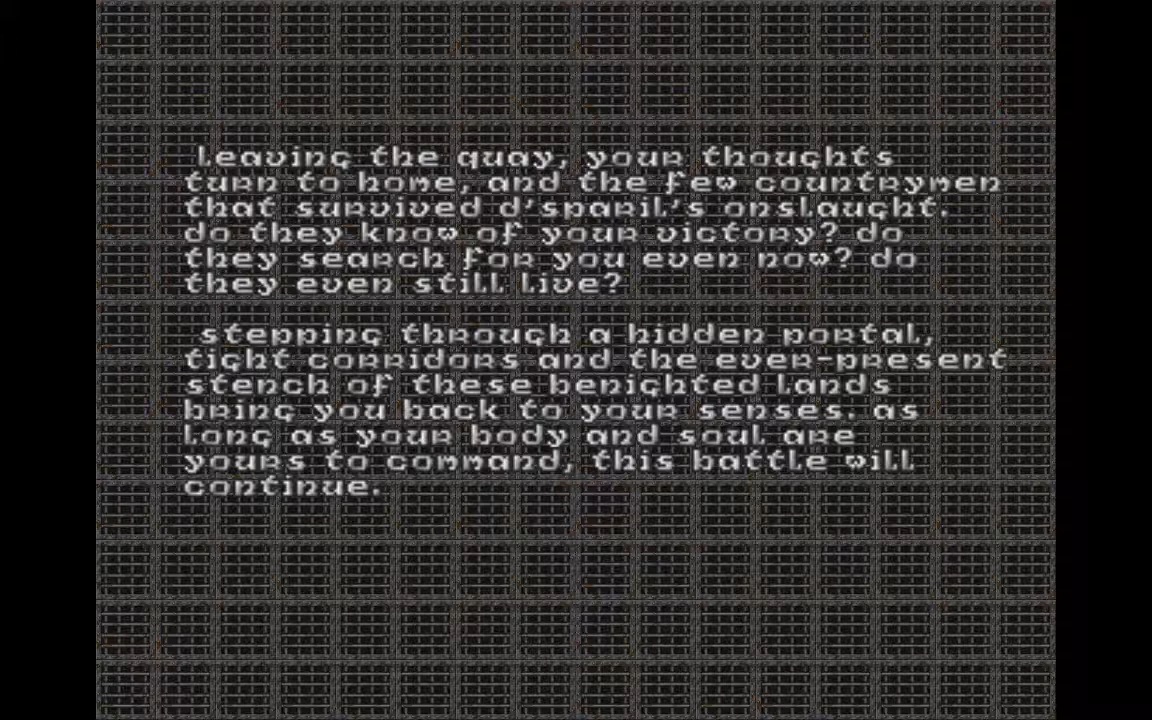 leaving the quay, your thoughts
turn to home, and the few countrymen
that survived d'sparil's onslaught.
do they know of your victory? do
they search for you even now? do
they even still live?
stepping through a hidden portal,
tight corridors and the ever-present
stench of these benighted lands
bring you back to your senses. as
long as your body and soul are
yours to command, this battle will
continue.